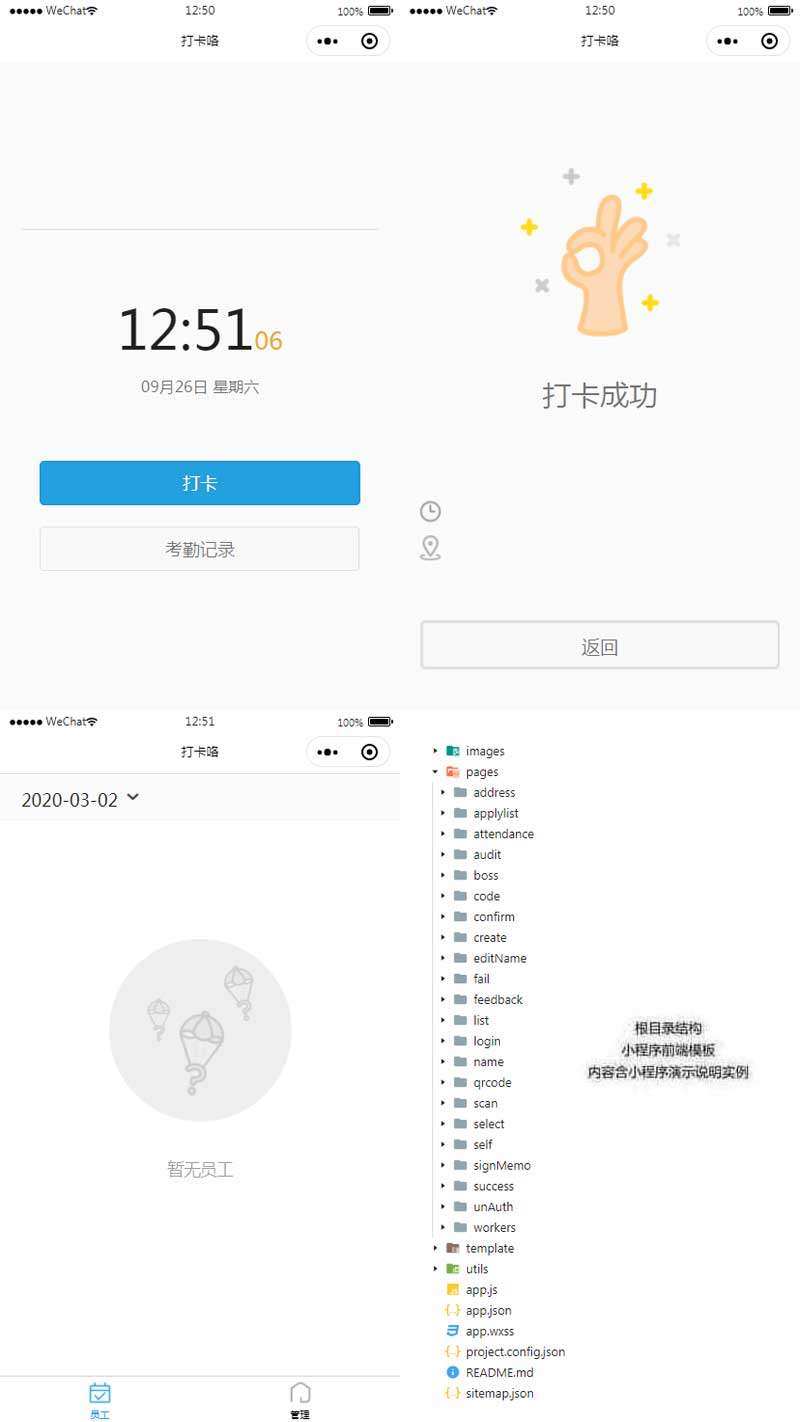 ●●●●● WeChat 12:50 100%
打卡咯
12:51 06
09月26日 星期六
打卡
考勤记录
●●●●● WeChat 12:50 100%
打卡咯
打卡成功
返回
●●●●● WeChat 12:51 100%
打卡咯
2020-03-02
暂无员工
员工 管理
images
pages
address
applylist
attendance
audit
boss
code
confirm
create
editName
fail
feedback
list
login
name
qrcode
scan
select
self
signMemo
success
unAuth
workers
template
utils
app.js
app.json
app.wxss
project.config.json
README.md
sitemap.json
根目录结构
小程序前端模板
内容含小程序演示说明实例